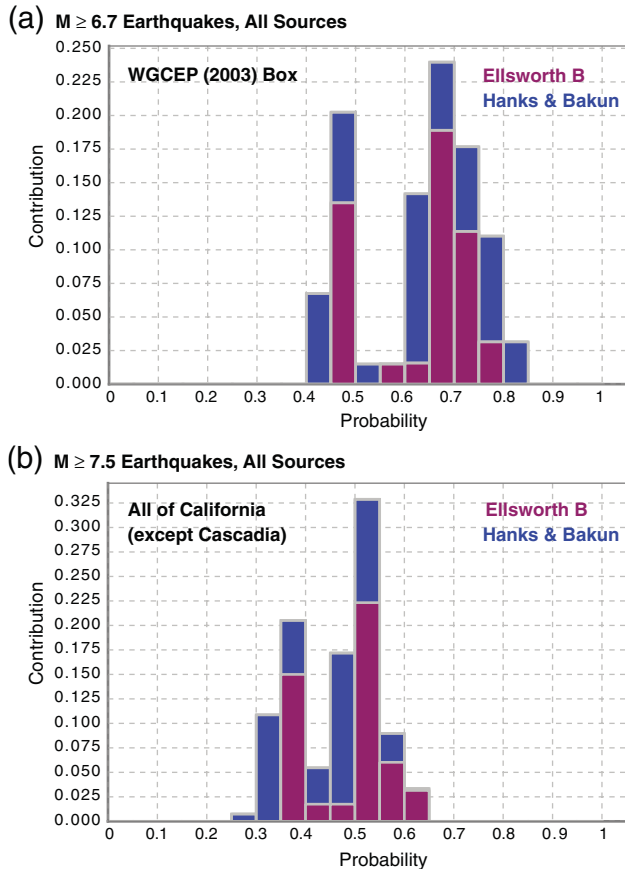 (a) M ≥ 6.7 Earthquakes, All Sources
0.250
0.225
0.200
0.175
0.150
0.125
0.100
0.075
0.050
0.025
0.000
Contribution
WGCEP (2003) Box
Ellsworth B
Hanks & Bakun
0 0.1 0.2 0.3 0.4 0.5 0.6 0.7 0.8 0.9 1
Probability
(b) M ≥ 7.5 Earthquakes, All Sources
0.325
0.300
0.275
0.250
0.225
0.200
0.175
0.150
0.125
0.100
0.075
0.050
0.025
0.000
Contribution
All of California
(except Cascadia)
Ellsworth B
Hanks & Bakun
0 0.1 0.2 0.3 0.4 0.5 0.6 0.7 0.8 0.9 1
Probability